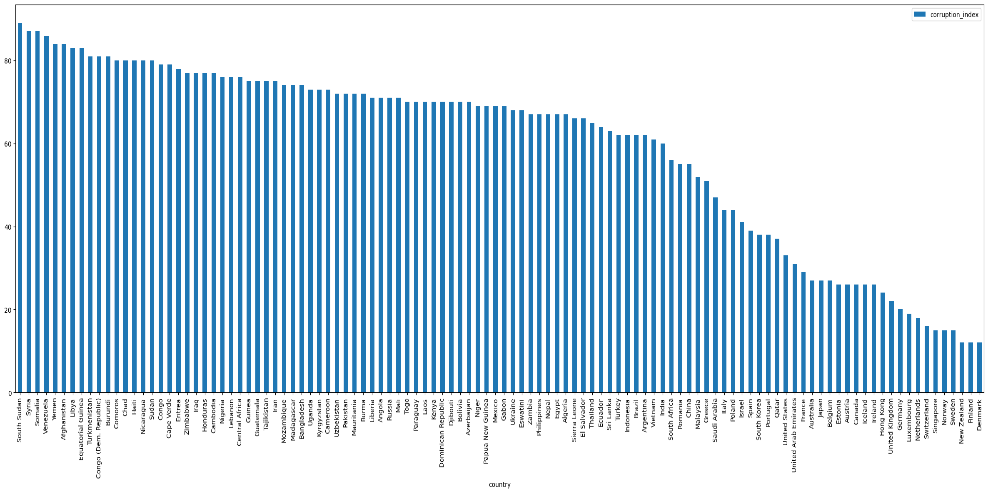 corruption_index
80
60
40
20
0
South Sudan
Syria
Somalia
Venezuela
Yemen
Afghanistan
Libya
Equatorial Guinea
Turkmenistan
Congo (Dem. Republic)
Burundi
Comoros
Chad
Haiti
Nicaragua
Sudan
Congo
Cape Verde
Eritrea
Zimbabwe
Iraq
Honduras
Cambodia
Nigeria
Lebanon
Central Africa
Guinea
Guatemala
Tajikistan
Iran
Mozambique
Madagascar
Bangladesh
Uganda
Kyrgyzstan
Cameroon
Uzbekistan
Pakistan
Mauritania
Burma
Liberia
Angola
Russia
Mali
Paraguay
Laos
Kenya
Dominican Republic
Djibouti
Bolivia
Azerbaijan
Togo
Papua New Guinea
Mexico
Gabon
Ukraine
Eswatini
Zambia
Philippines
Nepal
Egypt
Algeria
Sierra Leone
El Salvador
Thailand
Ecuador
Sri Lanka
Turkey
Indonesia
Brazil
Argentina
Vietnam
India
South Africa
Romania
China
Malaysia
Greece
Saudi Arabia
Italy
Poland
Israel
Spain
South Korea
Portugal
Qatar
United States
United Arab Emirates
France
Australia
Japan
Belgium
Estonia
Austria
Canada
Iceland
Ireland
Hong Kong
United Kingdom
Germany
Luxembourg
Netherlands
Switzerland
Singapore
Norway
Sweden
New Zealand
Finland
Denmark
country